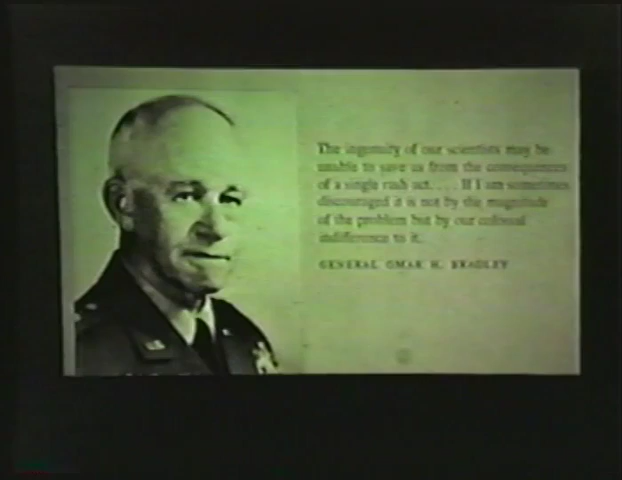 The ingenuity of our scientists may be
unable to save us from the consequences
of a single rash act. . . . If I am sometimes
discouraged it is not by the magnitude
of the problem but by our colossal
indifference to it.
GENERAL OMAR N. BRADLEY